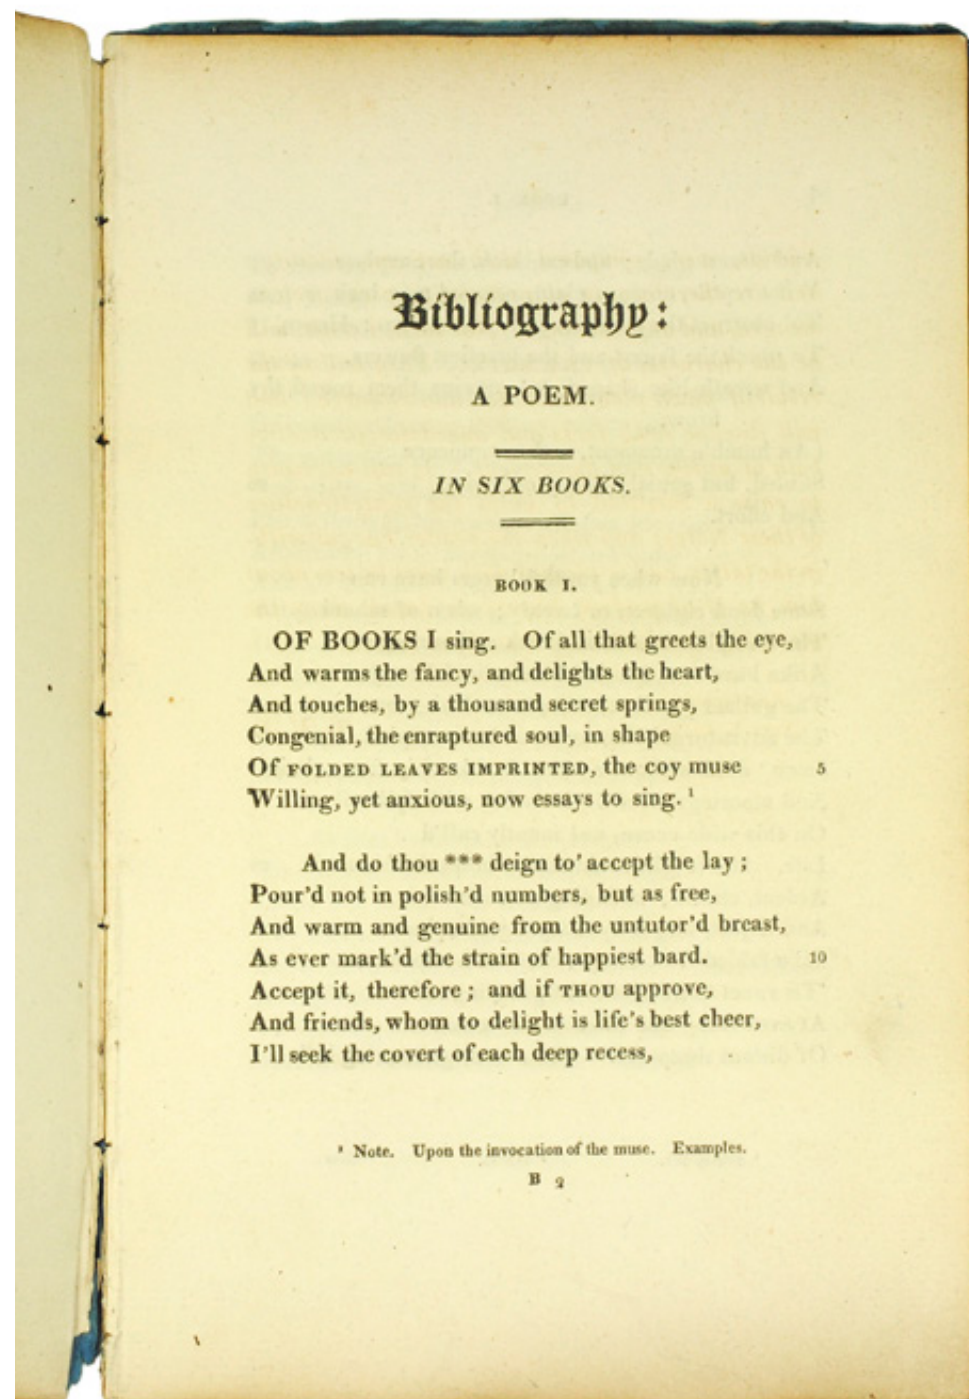 Bibliography:
A POEM.
IN SIX BOOKS.
BOOK I.
OF BOOKS I sing. Of all that greets the eye,
And warms the fancy, and delights the heart,
And touches, by a thousand secret springs,
Congenial, the enraptured soul, in shape
Of FOLDED LEAVES IMPRINTED, the coy muse 5
Willing, yet anxious, now essays to sing. ¹
And do thou *** deign to' accept the lay ;
Pour'd not in polish'd numbers, but as free,
And warm and genuine from the untutor'd breast,
As ever mark'd the strain of happiest bard. 10
Accept it, therefore ; and if THOU approve,
And friends, whom to delight is life's best cheer,
I'll seek the covert of each deep recess,
¹ Note. Upon the invocation of the muse. Examples.
B 2